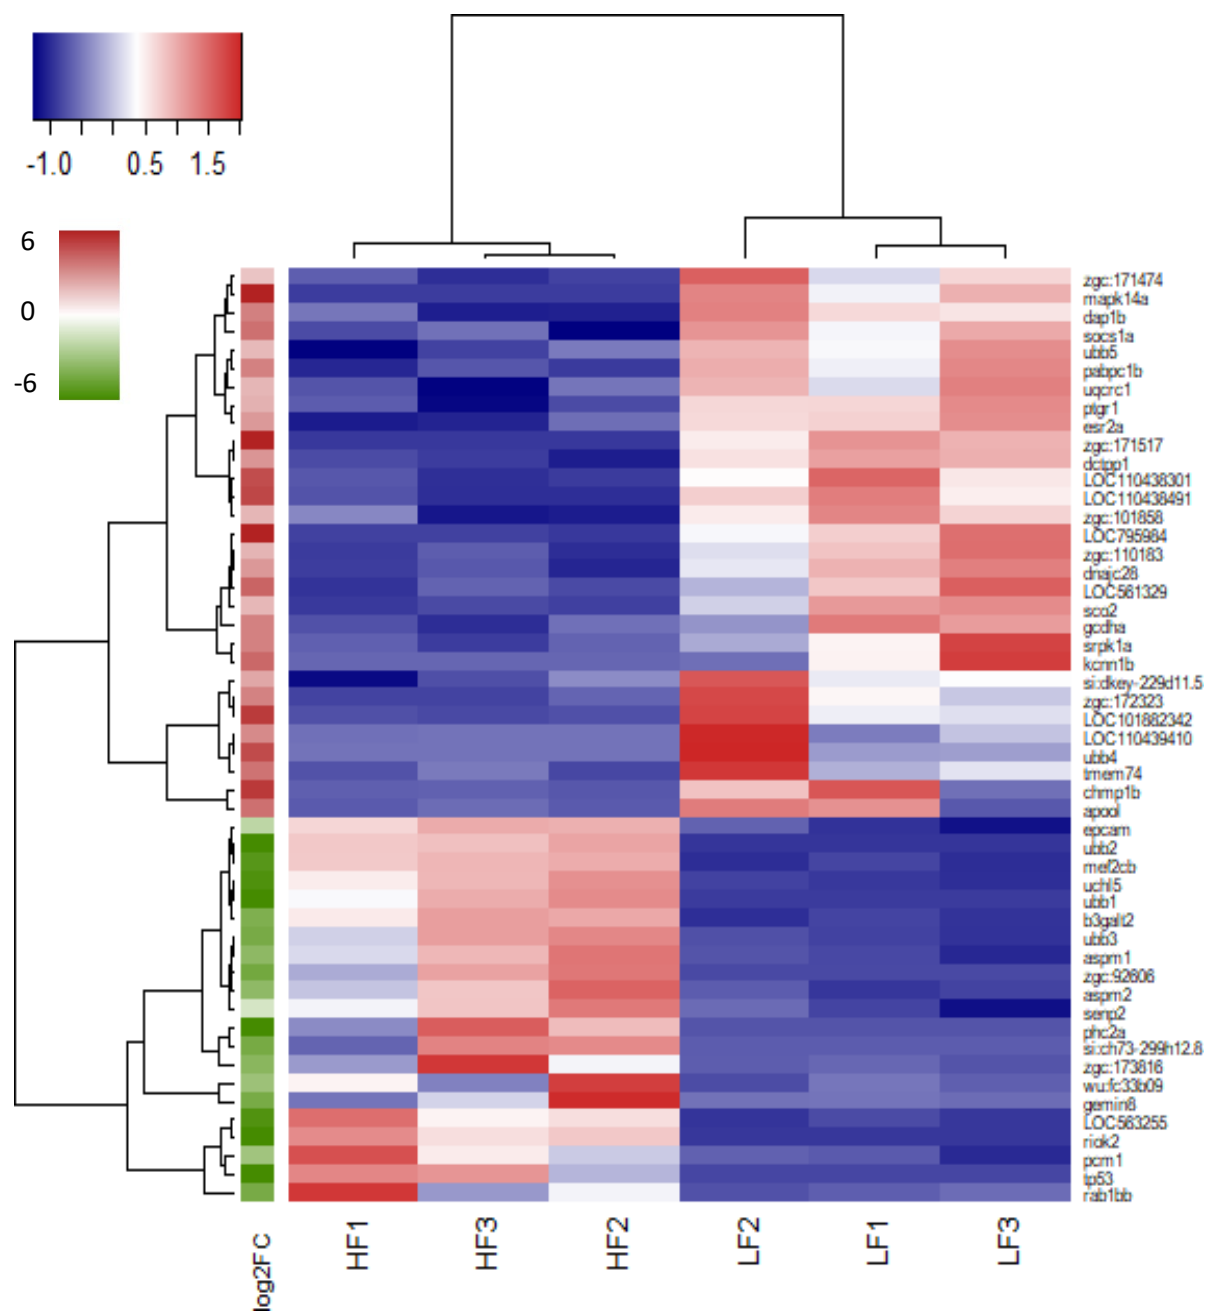 -1.0 0.5 1.5
6
0
-6
zgc:171474
mapk14a
dap1b
socs1a
ubb5
pabpc1b
uqcrc1
ptgr1
esr2a
zgc:171517
dctpp1
LOC110438301
LOC110438491
zgc:101858
LOC795984
zgc:110183
dnajc28
LOC561329
sco2
gcdha
srpk1a
kcnn1b
si:dkey-229d11.5
zgc:172323
LOC101882342
LOC110439410
ubb4
tmem74
chmp1b
apool
epcam
ubb2
mef2cb
uchl5
ubb1
b3galt2
ubb3
aspm1
zgc:92606
aspm2
senp2
phc2a
si:ch73-299h12.8
zgc:173816
wu:fc33b09
gemin8
LOC563255
riok2
pcm1
tp53
rab1bb
log2FC HF1 HF3 HF2 LF2 LF1 LF3